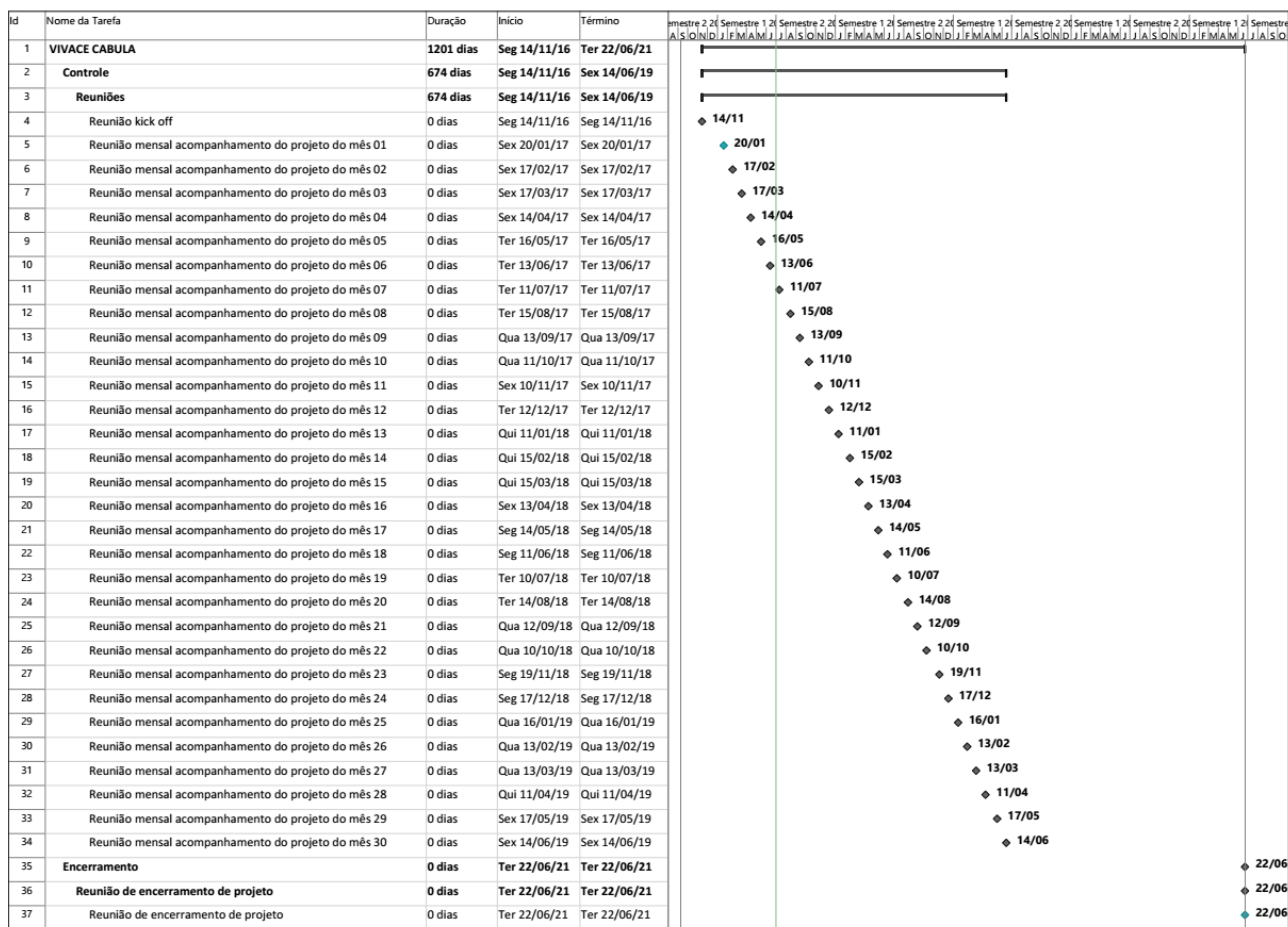 Id Nome da Tarefa Duração Início Término
emestre 2 20 Semestre 1 20 Semestre 2 20 Semestre 1 20 Semestre 2 20 Semestre 1 20 Semestre 2 20 Semestre 1 20 Semestre 2 20 Semestre 1 20 Semestre
A S O N D J F M A M J J A S O N D J F M A M J J A S O N D J F M A M J J A S O N D J F M A M J J A S O N D J F M A M J J A S O
1 VIVACE CABULA 1201 dias Seg 14/11/16 Ter 22/06/21
2 Controle 674 dias Seg 14/11/16 Sex 14/06/19
3 Reuniões 674 dias Seg 14/11/16 Sex 14/06/19
4 Reunião kick off 0 dias Seg 14/11/16 Seg 14/11/16 14/11
5 Reunião mensal acompanhamento do projeto do mês 01 0 dias Sex 20/01/17 Sex 20/01/17 20/01
6 Reunião mensal acompanhamento do projeto do mês 02 0 dias Sex 17/02/17 Sex 17/02/17 17/02
7 Reunião mensal acompanhamento do projeto do mês 03 0 dias Sex 17/03/17 Sex 17/03/17 17/03
8 Reunião mensal acompanhamento do projeto do mês 04 0 dias Sex 14/04/17 Sex 14/04/17 14/04
9 Reunião mensal acompanhamento do projeto do mês 05 0 dias Ter 16/05/17 Ter 16/05/17 16/05
10 Reunião mensal acompanhamento do projeto do mês 06 0 dias Ter 13/06/17 Ter 13/06/17 13/06
11 Reunião mensal acompanhamento do projeto do mês 07 0 dias Ter 11/07/17 Ter 11/07/17 11/07
12 Reunião mensal acompanhamento do projeto do mês 08 0 dias Ter 15/08/17 Ter 15/08/17 15/08
13 Reunião mensal acompanhamento do projeto do mês 09 0 dias Qua 13/09/17 Qua 13/09/17 13/09
14 Reunião mensal acompanhamento do projeto do mês 10 0 dias Qua 11/10/17 Qua 11/10/17 11/10
15 Reunião mensal acompanhamento do projeto do mês 11 0 dias Sex 10/11/17 Sex 10/11/17 10/11
16 Reunião mensal acompanhamento do projeto do mês 12 0 dias Ter 12/12/17 Ter 12/12/17 12/12
17 Reunião mensal acompanhamento do projeto do mês 13 0 dias Qui 11/01/18 Qui 11/01/18 11/01
18 Reunião mensal acompanhamento do projeto do mês 14 0 dias Qui 15/02/18 Qui 15/02/18 15/02
19 Reunião mensal acompanhamento do projeto do mês 15 0 dias Qui 15/03/18 Qui 15/03/18 15/03
20 Reunião mensal acompanhamento do projeto do mês 16 0 dias Sex 13/04/18 Sex 13/04/18 13/04
21 Reunião mensal acompanhamento do projeto do mês 17 0 dias Seg 14/05/18 Seg 14/05/18 14/05
22 Reunião mensal acompanhamento do projeto do mês 18 0 dias Seg 11/06/18 Seg 11/06/18 11/06
23 Reunião mensal acompanhamento do projeto do mês 19 0 dias Ter 10/07/18 Ter 10/07/18 10/07
24 Reunião mensal acompanhamento do projeto do mês 20 0 dias Ter 14/08/18 Ter 14/08/18 14/08
25 Reunião mensal acompanhamento do projeto do mês 21 0 dias Qua 12/09/18 Qua 12/09/18 12/09
26 Reunião mensal acompanhamento do projeto do mês 22 0 dias Qua 10/10/18 Qua 10/10/18 10/10
27 Reunião mensal acompanhamento do projeto do mês 23 0 dias Seg 19/11/18 Seg 19/11/18 19/11
28 Reunião mensal acompanhamento do projeto do mês 24 0 dias Seg 17/12/18 Seg 17/12/18 17/12
29 Reunião mensal acompanhamento do projeto do mês 25 0 dias Qua 16/01/19 Qua 16/01/19 16/01
30 Reunião mensal acompanhamento do projeto do mês 26 0 dias Qua 13/02/19 Qua 13/02/19 13/02
31 Reunião mensal acompanhamento do projeto do mês 27 0 dias Qua 13/03/19 Qua 13/03/19 13/03
32 Reunião mensal acompanhamento do projeto do mês 28 0 dias Qui 11/04/19 Qui 11/04/19 11/04
33 Reunião mensal acompanhamento do projeto do mês 29 0 dias Sex 17/05/19 Sex 17/05/19 17/05
34 Reunião mensal acompanhamento do projeto do mês 30 0 dias Sex 14/06/19 Sex 14/06/19 14/06
35 Encerramento 0 dias Ter 22/06/21 Ter 22/06/21 22/06
36 Reunião de encerramento de projeto 0 dias Ter 22/06/21 Ter 22/06/21 22/06
37 Reunião de encerramento de projeto 0 dias Ter 22/06/21 Ter 22/06/21 22/06